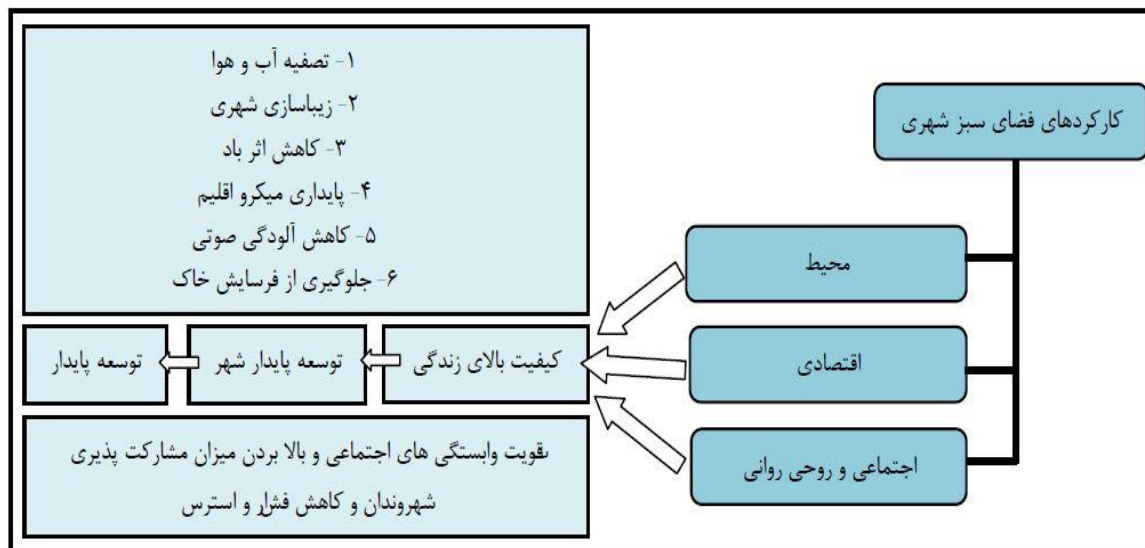 کارکردهای فضای سبز شهری
محیط
اقتصادی
اجتماعی و روحی روانی
۱- تصفیه آب و هوا
۲- زیباسازی شهری
۳- کاهش اثر باد
۴- پایداری میکرو اقلیم
۵- کاهش آلودگی صوتی
۶- جلوگیری از فرسایش خاک
کیفیت بالای زندگی
توسعه پایدار شهر
توسعه پایدار
تقویت وابستگی های اجتماعی و بالا بردن میزان مشارکت پذیری
شهروندان و کاهش فشار و استرس